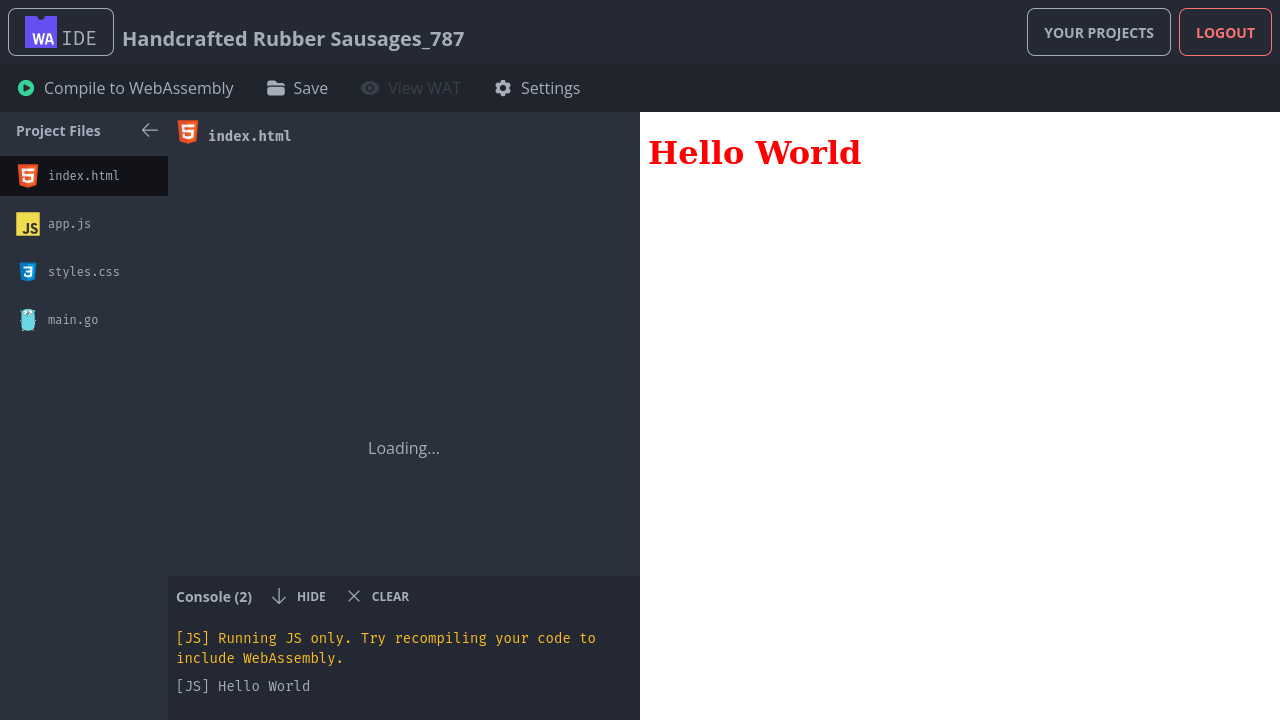 WA IDE
Handcrafted Rubber Sausages_787
YOUR PROJECTS
LOGOUT
Compile to WebAssembly
Save
View WAT
Settings
Project Files
index.html
app.js
JS
styles.css
main.go
index.html
Loading...
Console (2)
HIDE
CLEAR
[JS] Running JS only. Try recompiling your code to
include WebAssembly.
[JS] Hello World
Hello World